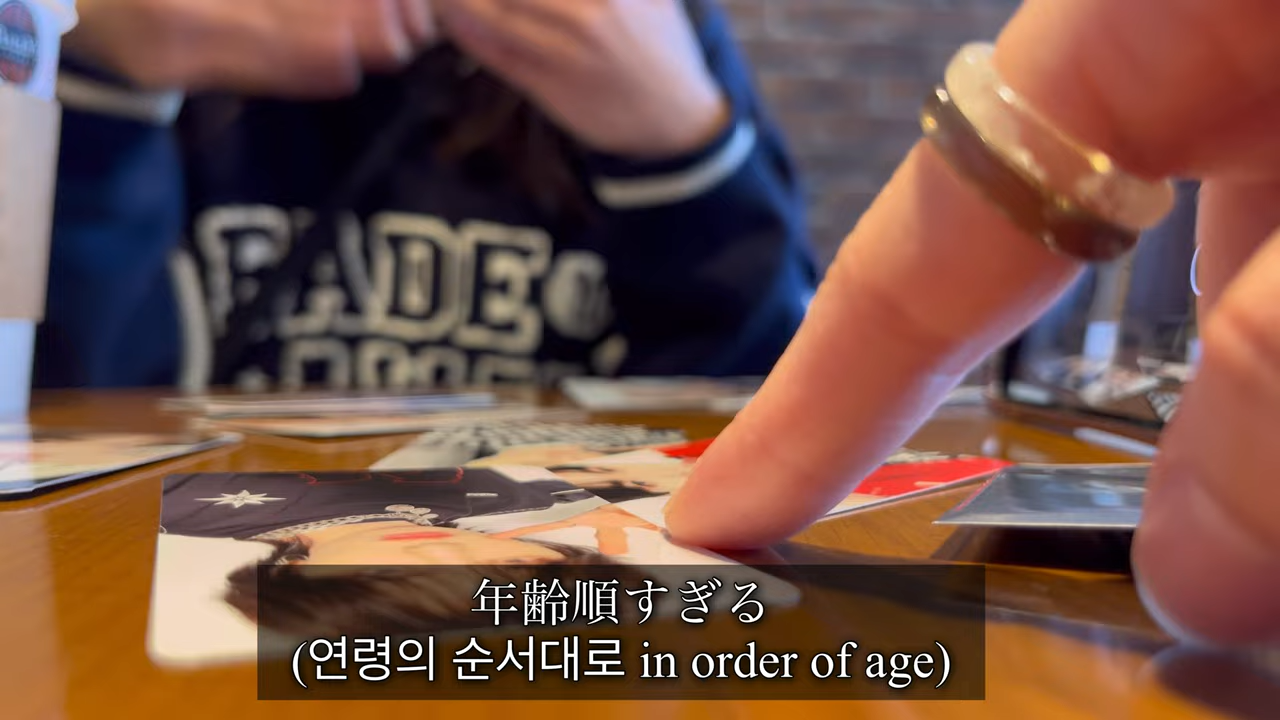 年齢順すぎる
(연령의 순서대로 in order of age)